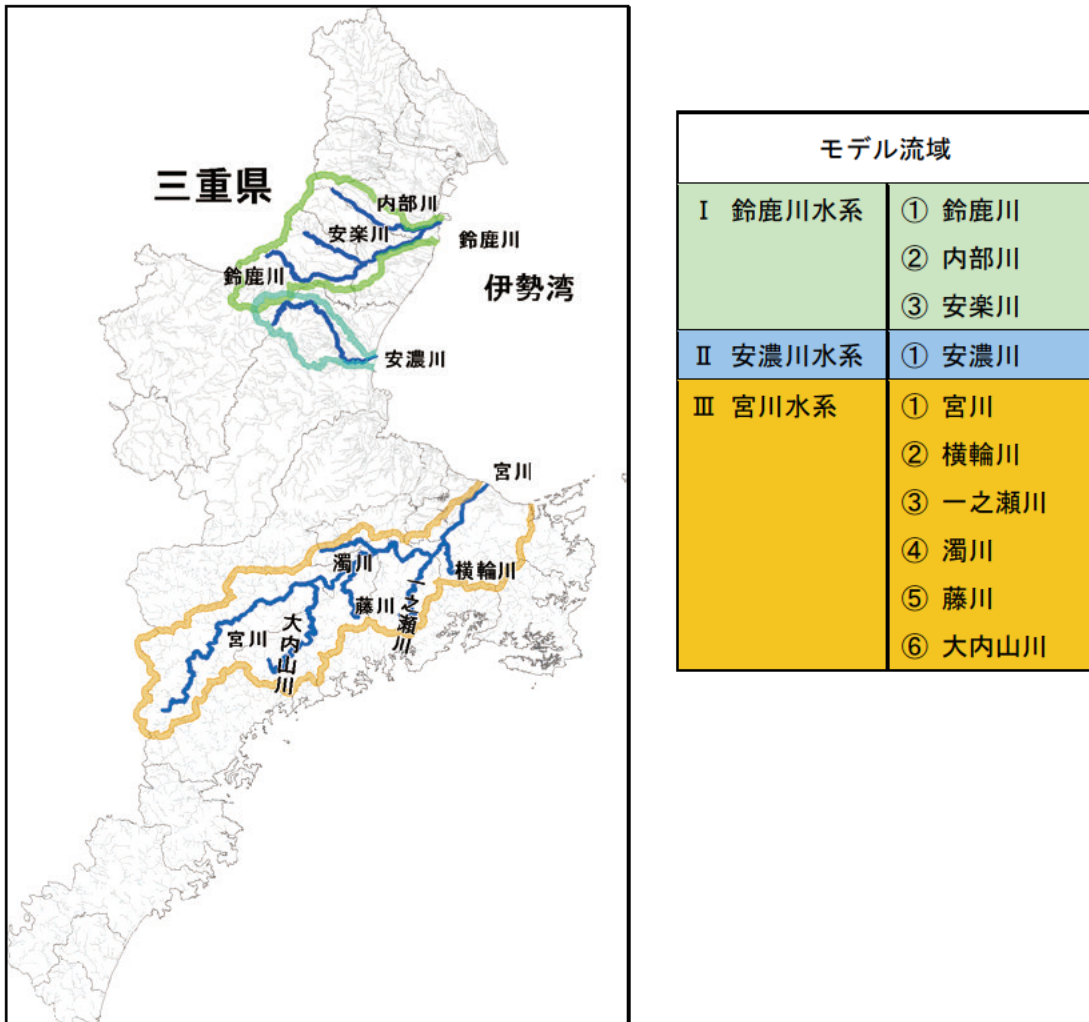 三重県
内部川
安楽川
鈴鹿川
鈴鹿川
伊勢湾
安濃川
宮川
濁川
横輪川
藤川
一之瀬川
宮川
大内山川
モデル流域
Ⅰ 鈴鹿川水系 ① 鈴鹿川
② 内部川
③ 安楽川
Ⅱ 安濃川水系 ① 安濃川
Ⅲ 宮川水系 ① 宮川
② 横輪川
③ 一之瀬川
④ 濁川
⑤ 藤川
⑥ 大内山川